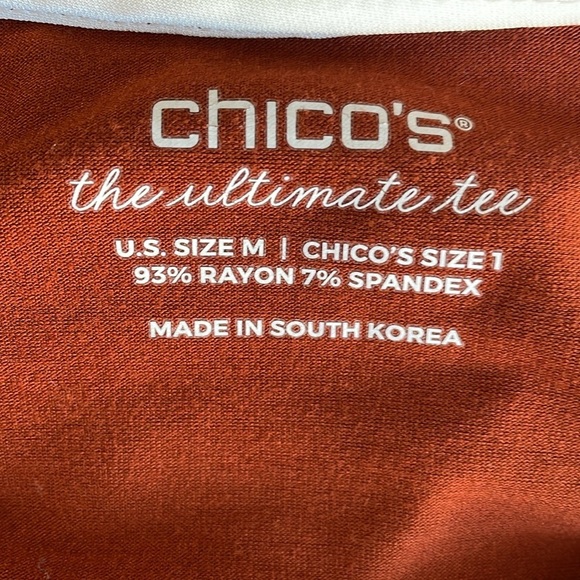 chico's®
the ultimate tee
U.S. SIZE M | CHICO'S SIZE 1
93% RAYON 7% SPANDEX
MADE IN SOUTH KOREA